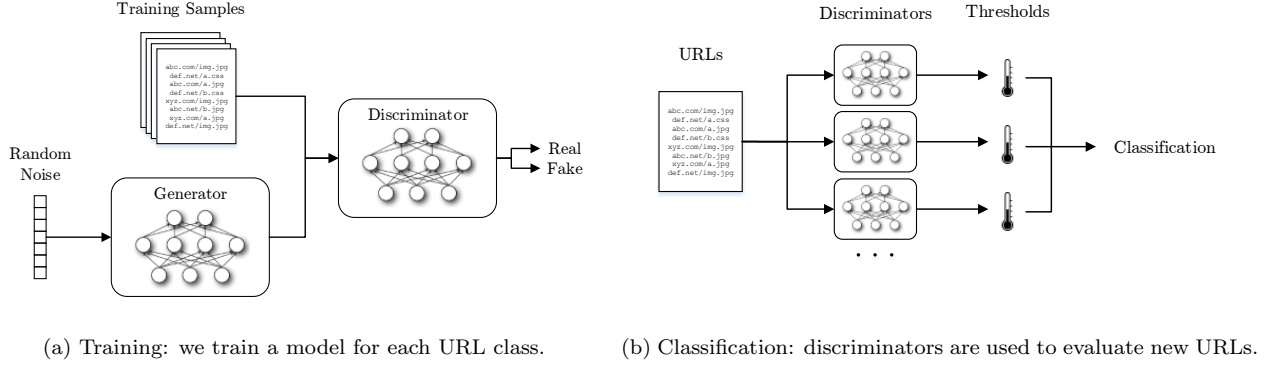 Training Samples
abc.com/img.jpg
def.net/a.css
abc.com/a.jpg
def.net/b.css
xyz.com/img.jpg
abc.net/b.jpg
xyz.com/a.jpg
def.net/img.jpg
Random
Noise
Generator
Discriminator
Real
Fake
(a) Training: we train a model for each URL class.
URLs
abc.com/img.jpg
def.net/a.css
abc.com/a.jpg
def.net/b.css
xyz.com/img.jpg
abc.net/b.jpg
xyz.com/a.jpg
def.net/img.jpg
Discriminators
Thresholds
. . .
Classification
(b) Classification: discriminators are used to evaluate new URLs.